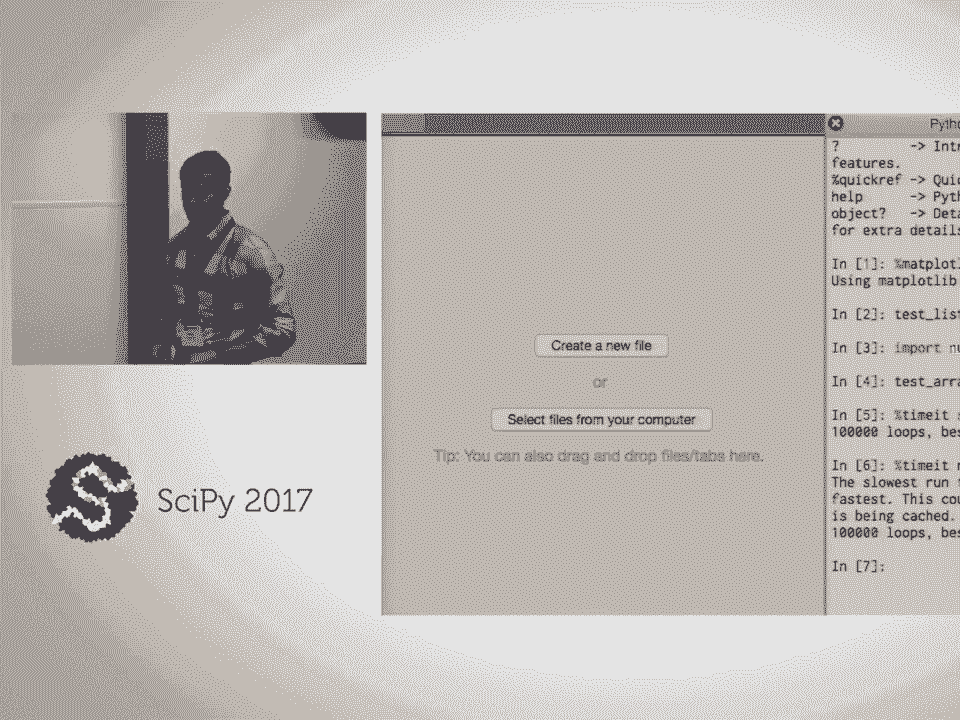 SciPy 2017
Create a new file
or
Select files from your computer
Tip: You can also drag and drop files/tabs here.
Pyth
? -> Intr
features.
%quickref -> Quic
help -> Pyth
object? -> Deta
for extra details
In [1]: %matplotl
Using matplotlib
In [2]: test_list
In [3]: import nu
In [4]: test_arra
In [5]: %timeit s
100000 loops, bes
In [6]: %timeit n
The slowest run t
fastest. This cou
is being cached.
100000 loops, bes
In [7]: